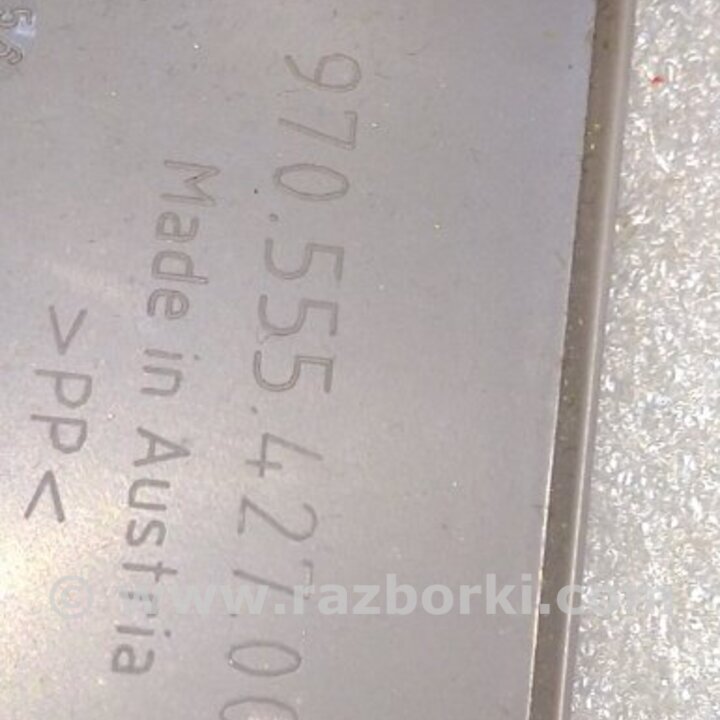 970.555.427.00
Made in Austria
>PP<
© www.razborki.com